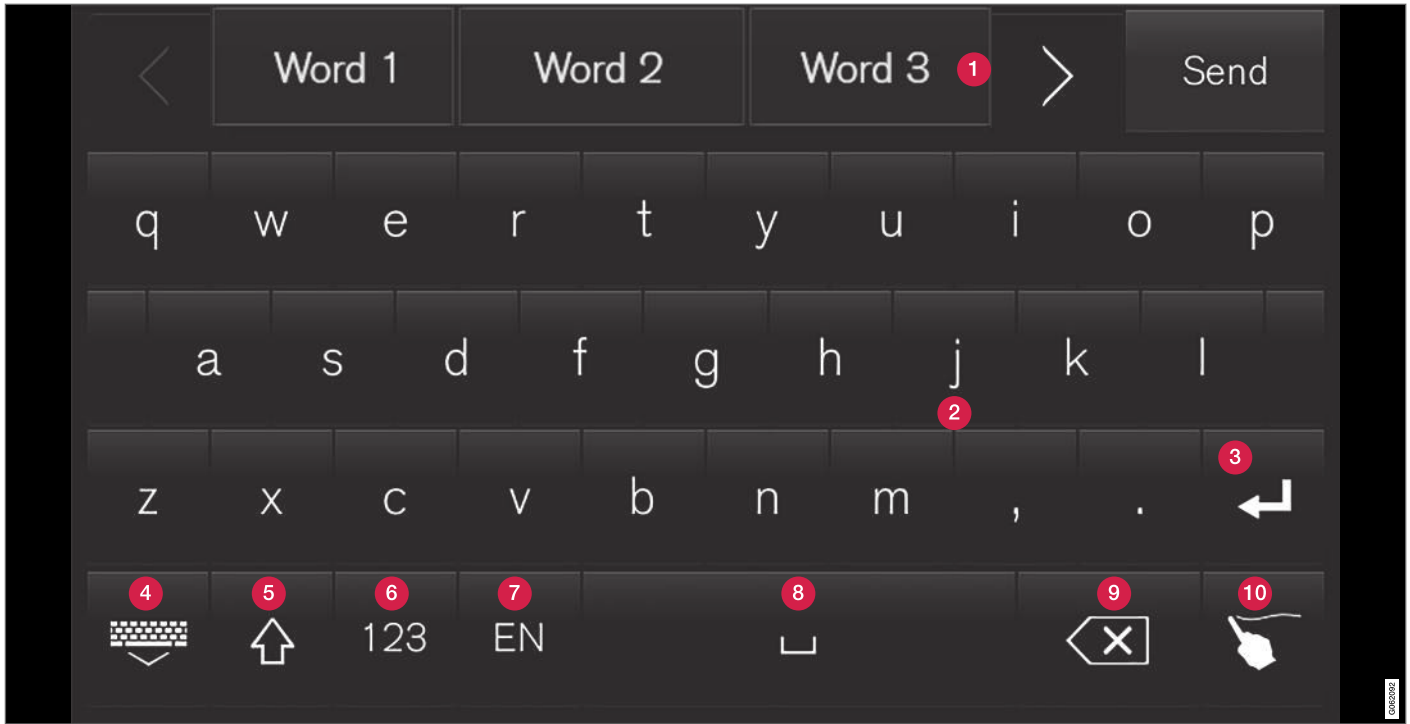 Word 1 Word 2 Word 3 1 Send
q w e r t y u i o p
a s d f g h j k l
2
3
z x c v b n m , .
4 5 6 7 8 9 10
123 EN
G062092